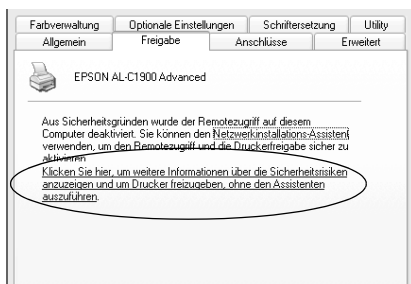 Farbverwaltung Optionale Einstellungen Schriftersetzung Utility
Allgemein Freigabe Anschlüsse Erweitert
EPSON AL-C1900 Advanced
Aus Sicherheitsgründen wurde der Remotezugriff auf diesem
Computer deaktiviert. Sie können den Netzwerkinstallations-Assistent
verwenden, um den Remotezugriff und die Druckerfreigabe sicher zu
aktivieren
Klicken Sie hier, um weitere Informationen über die Sicherheitsrisiken
anzuzeigen und um Drucker freizugeben, ohne den Assistenten
auszuführen.